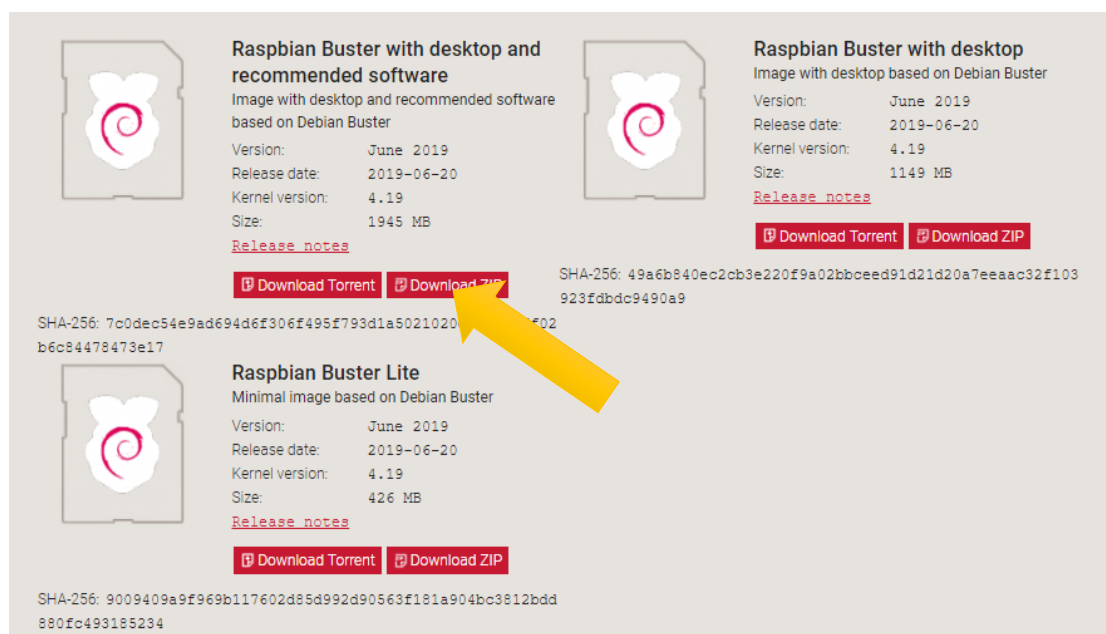 Raspbian Buster with desktop and
recommended software
Image with desktop and recommended software
based on Debian Buster
Version: June 2019
Release date: 2019-06-20
Kernel version: 4.19
Size: 1945 MB
Release notes
Download Torrent Download ZIP
SHA-256: 7c0dec54e9ad694d6f306f495f793d1a5021020
b6c84478473e17
Raspbian Buster with desktop
Image with desktop based on Debian Buster
Version: June 2019
Release date: 2019-06-20
Kernel version: 4.19
Size: 1149 MB
Release notes
Download Torrent Download ZIP
SHA-256: 49a6b840ec2cb3e220f9a02bbceed91d21d20a7eeaac32f103
923fdbdc9490a9
Raspbian Buster Lite
Minimal image based on Debian Buster
Version: June 2019
Release date: 2019-06-20
Kernel version: 4.19
Size: 426 MB
Release notes
Download Torrent Download ZIP
SHA-256: 9009409a9f969b117602d85d992d90563f181a904bc3812bdd
880fc493185234